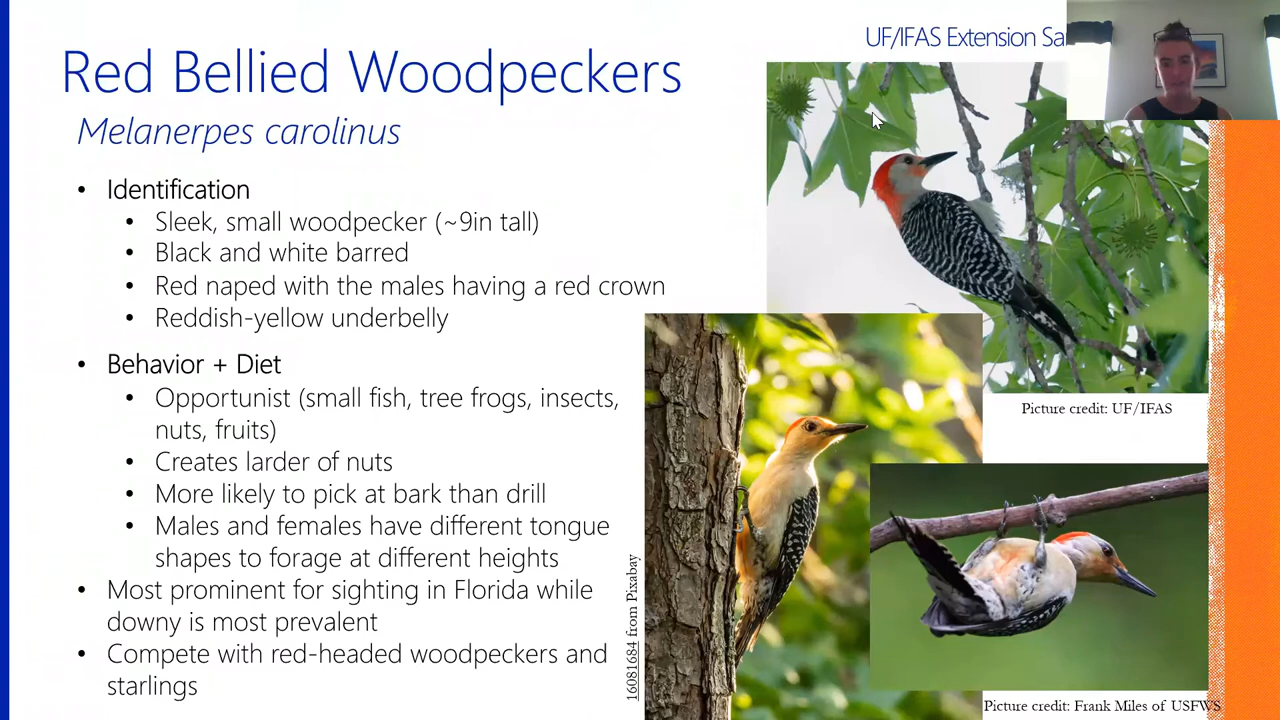 UF/IFAS Extension
Red Bellied Woodpeckers
Melanerpes carolinus
• Identification
• Sleek, small woodpecker (~9in tall)
• Black and white barred
• Red naped with the males having a red crown
• Reddish-yellow underbelly
• Behavior + Diet
• Opportunist (small fish, tree frogs, insects,
nuts, fruits)
• Creates larder of nuts
• More likely to pick at bark than drill
• Males and females have different tongue
shapes to forage at different heights
• Most prominent for sighting in Florida while
downy is most prevalent
• Compete with red-headed woodpeckers and
starlings
16081684 from Pixabay
Picture credit: UF/IFAS
Picture credit: Frank Miles of USFWS